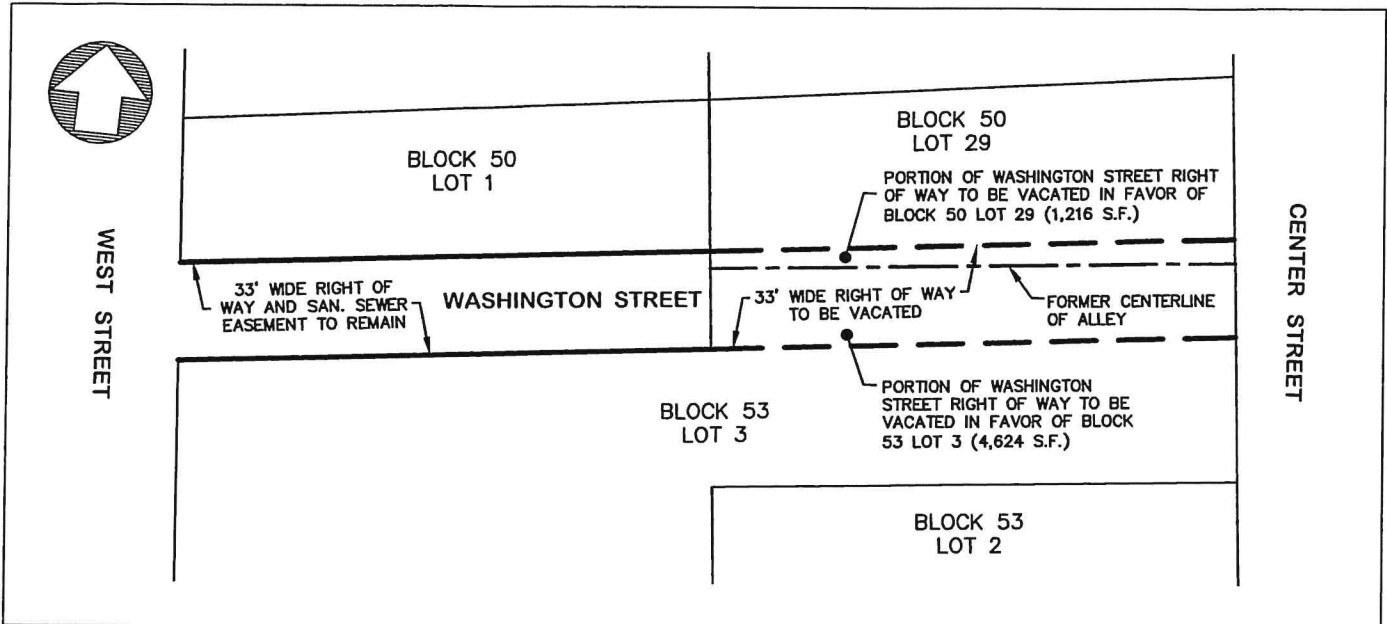 BLOCK 50
LOT 1
BLOCK 50
LOT 29
PORTION OF WASHINGTON STREET RIGHT
OF WAY TO BE VACATED IN FAVOR OF
BLOCK 50 LOT 29 (1,216 S.F.)
WEST STREET
CENTER STREET
33' WIDE RIGHT OF
WAY AND SAN. SEWER
EASEMENT TO REMAIN
WASHINGTON STREET
33' WIDE RIGHT OF WAY
TO BE VACATED
FORMER CENTERLINE
OF ALLEY
BLOCK 53
LOT 3
PORTION OF WASHINGTON
STREET RIGHT OF WAY TO BE
VACATED IN FAVOR OF BLOCK
53 LOT 3 (4,624 S.F.)
BLOCK 53
LOT 2